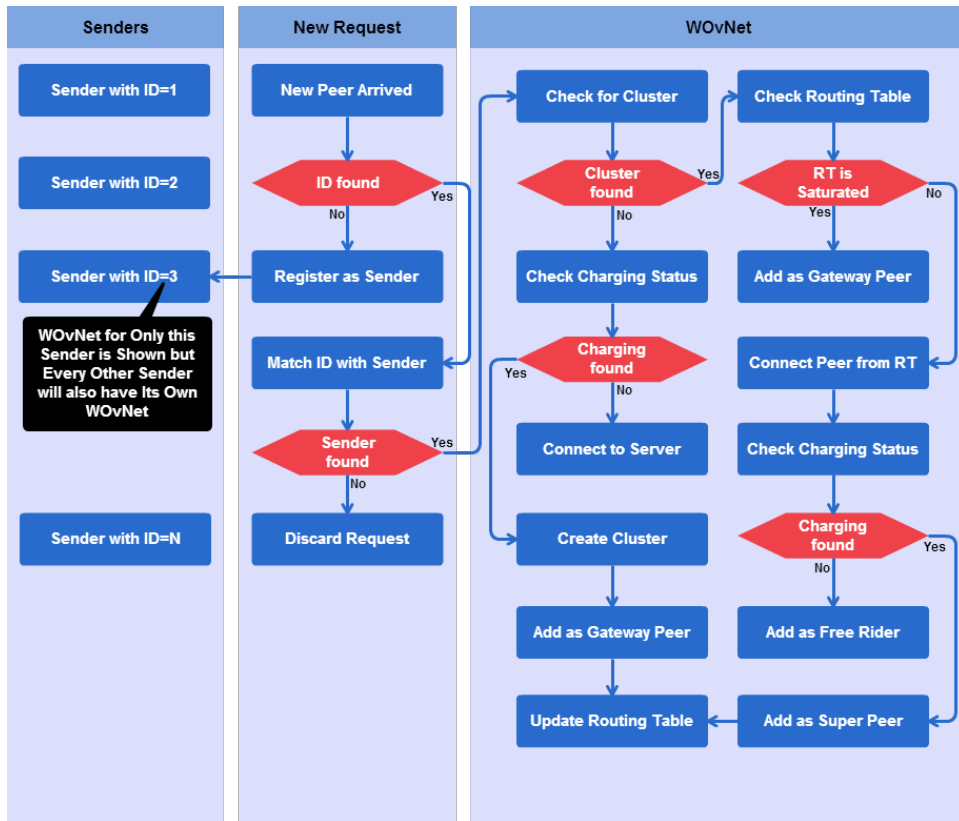 Senders
New Request
WOvNet
Sender with ID=1
Sender with ID=2
Sender with ID=3
WOvNet for Only this
Sender is Shown but
Every Other Sender
will also have Its Own
WOvNet
Sender with ID=N
New Peer Arrived
ID found
Yes
No
Register as Sender
Match ID with Sender
Sender
found
Yes
No
Discard Request
Check for Cluster
Cluster
found
Yes
No
Check Charging Status
Charging
found
Yes
No
Connect to Server
Create Cluster
Add as Gateway Peer
Update Routing Table
Check Routing Table
RT is
Saturated
No
Yes
Add as Gateway Peer
Connect Peer from RT
Check Charging Status
Charging
found
Yes
No
Add as Free Rider
Add as Super Peer